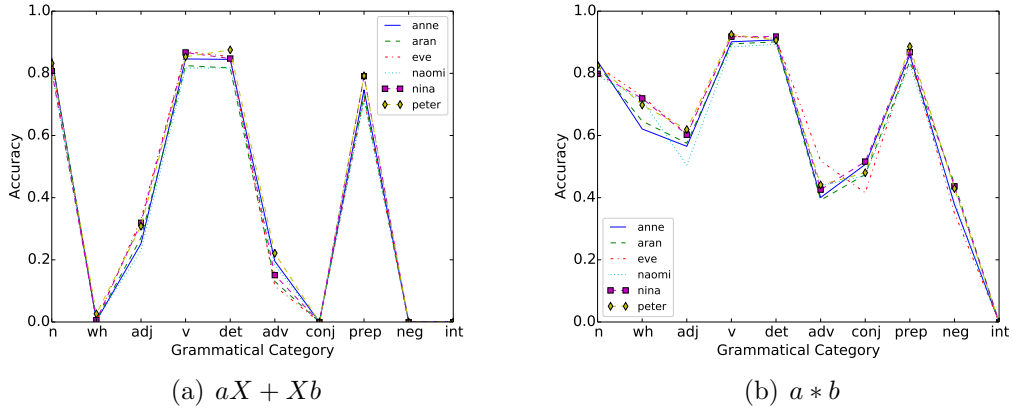 1.0
0.8
0.6
0.4
0.2
0.0
Accuracy
n wh adj v det adv conj prep neg int
Grammatical Category
anne
aran
eve
naomi
nina
peter
(a) aX + Xb
1.0
0.8
0.6
0.4
0.2
0.0
Accuracy
n wh adj v det adv conj prep neg int
Grammatical Category
anne
aran
eve
naomi
nina
peter
(b) a ∗ b